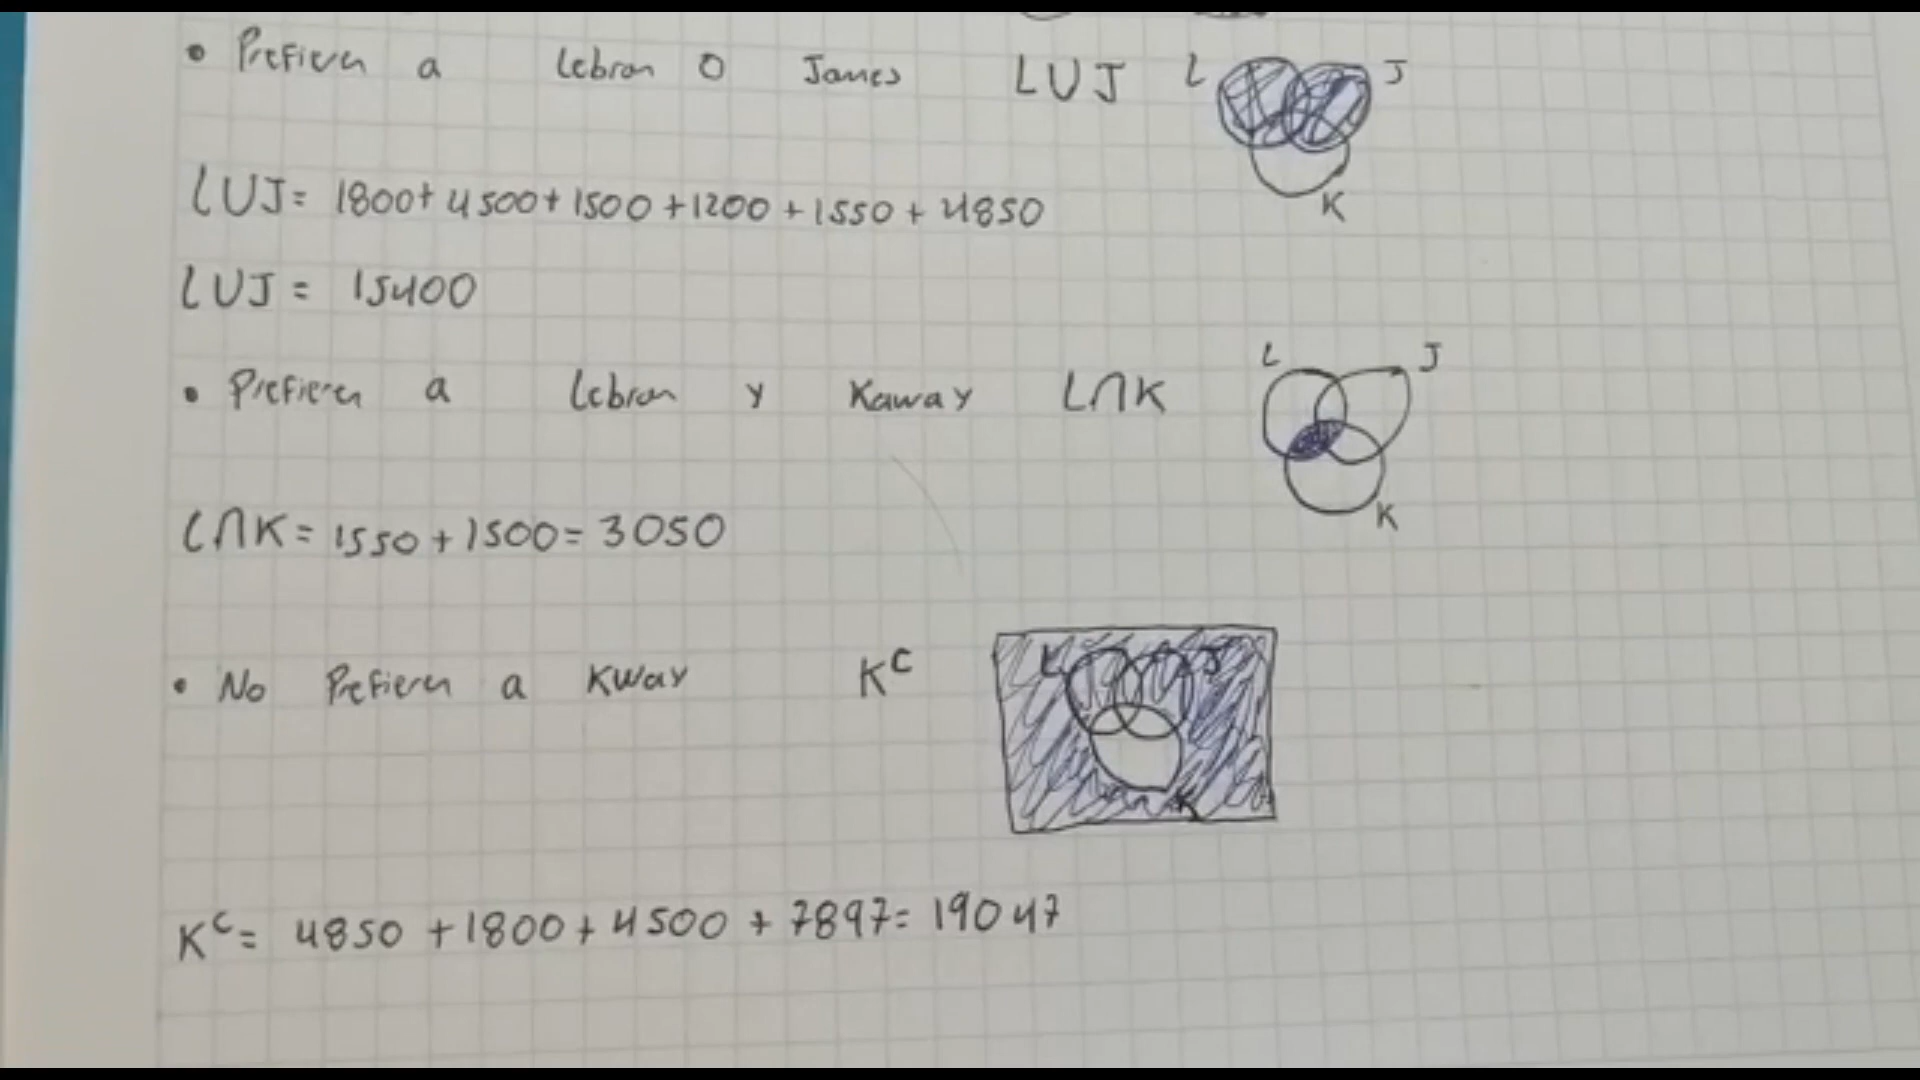 • Prefieren a Lebron O James LUJ L J
K
LUJ= 1800+4500+1500+1200+1550+4850
LUJ= 15400
L J
• Prefieren a Lebron y Kaway L∩K
K
L∩K= 1550+1500=3050
L J
• No Prefieren a Kway K^C
K
K^C= 4850+1800+4500+7897=19047